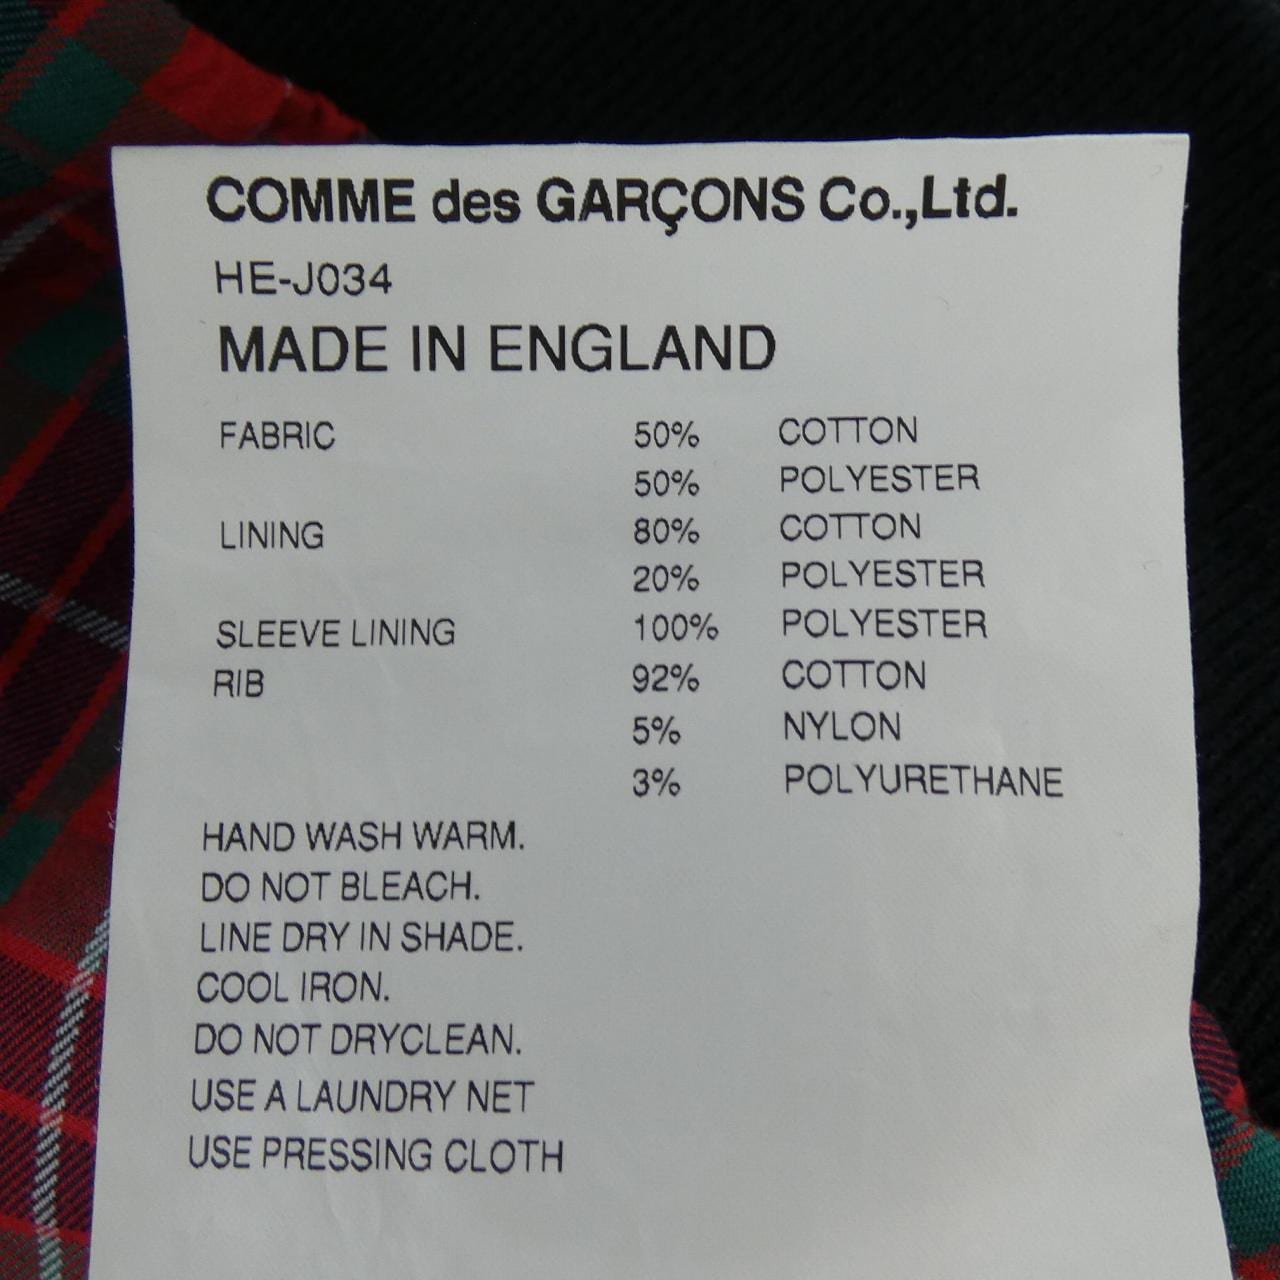 COMME des GARÇONS Co.,Ltd.
HE-J034
MADE IN ENGLAND
FABRIC 50% COTTON
50% POLYESTER
LINING 80% COTTON
20% POLYESTER
SLEEVE LINING 100% POLYESTER
RIB 92% COTTON
5% NYLON
3% POLYURETHANE
HAND WASH WARM.
DO NOT BLEACH.
LINE DRY IN SHADE.
COOL IRON.
DO NOT DRYCLEAN.
USE A LAUNDRY NET
USE PRESSING CLOTH